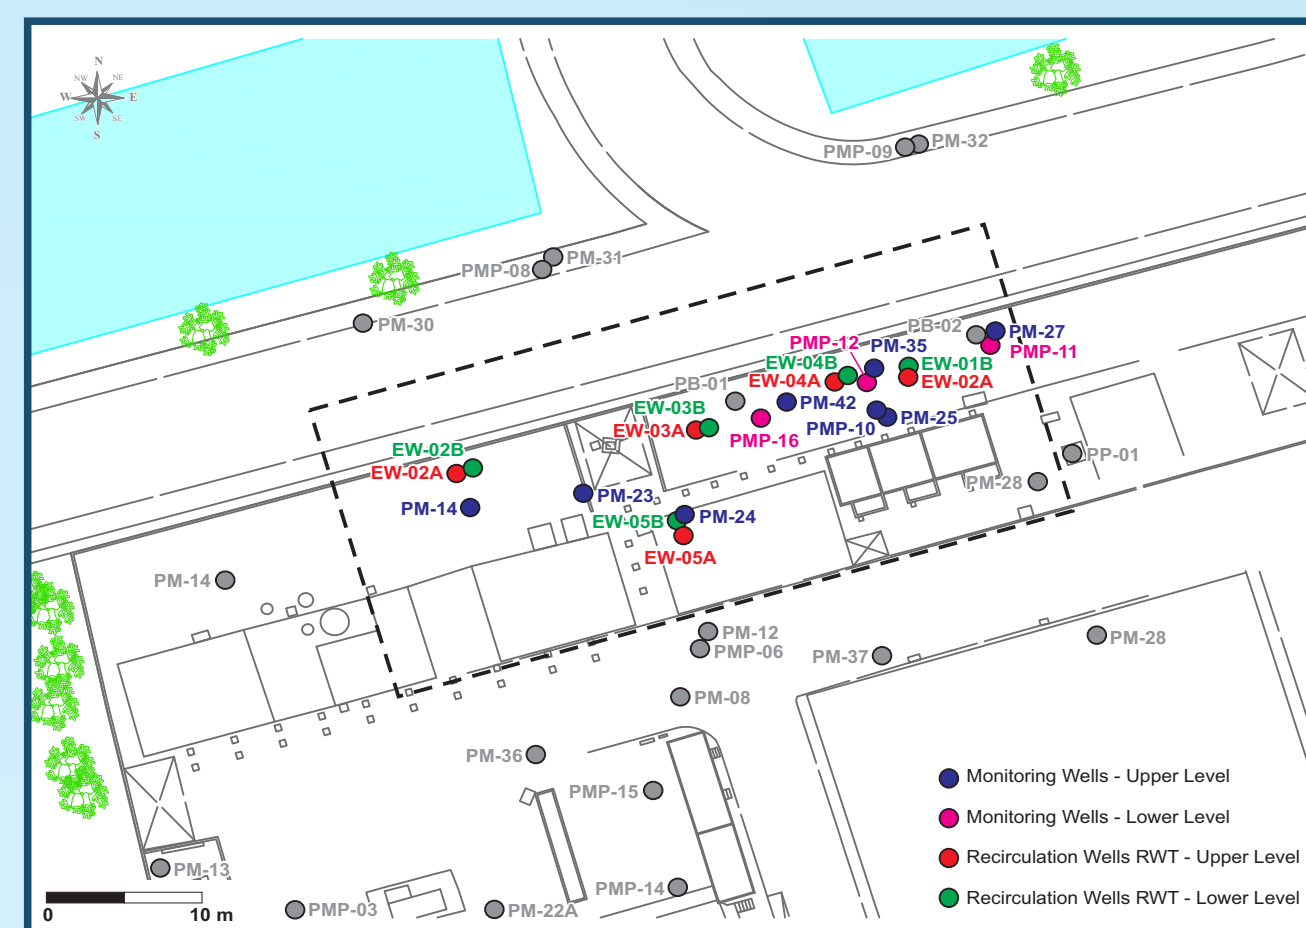 N
NW
NE
W
E
SW
SE
S
PMP-09
PM-32
PM-31
PMP-08
PM-30
PB-02
PM-27
PMP-12
PM-35
PMP-11
EW-04B
EW-01B
EW-04A
EW-02A
PB-01
EW-03B
PM-42
EW-03A
PMP-10
PM-25
PMP-16
EW-02B
EW-02A
PP-01
PM-28
PM-14
PM-23
PM-24
EW-05B
EW-05A
PM-14
PM-12
PMP-06
PM-37
PM-28
PM-08
PM-36
PMP-15
Monitoring Wells - Upper Level
Monitoring Wells - Lower Level
Recirculation Wells RWT - Upper Level
Recirculation Wells RWT - Lower Level
PM-13
PMP-14
PMP-03
PM-22A
0
10 m